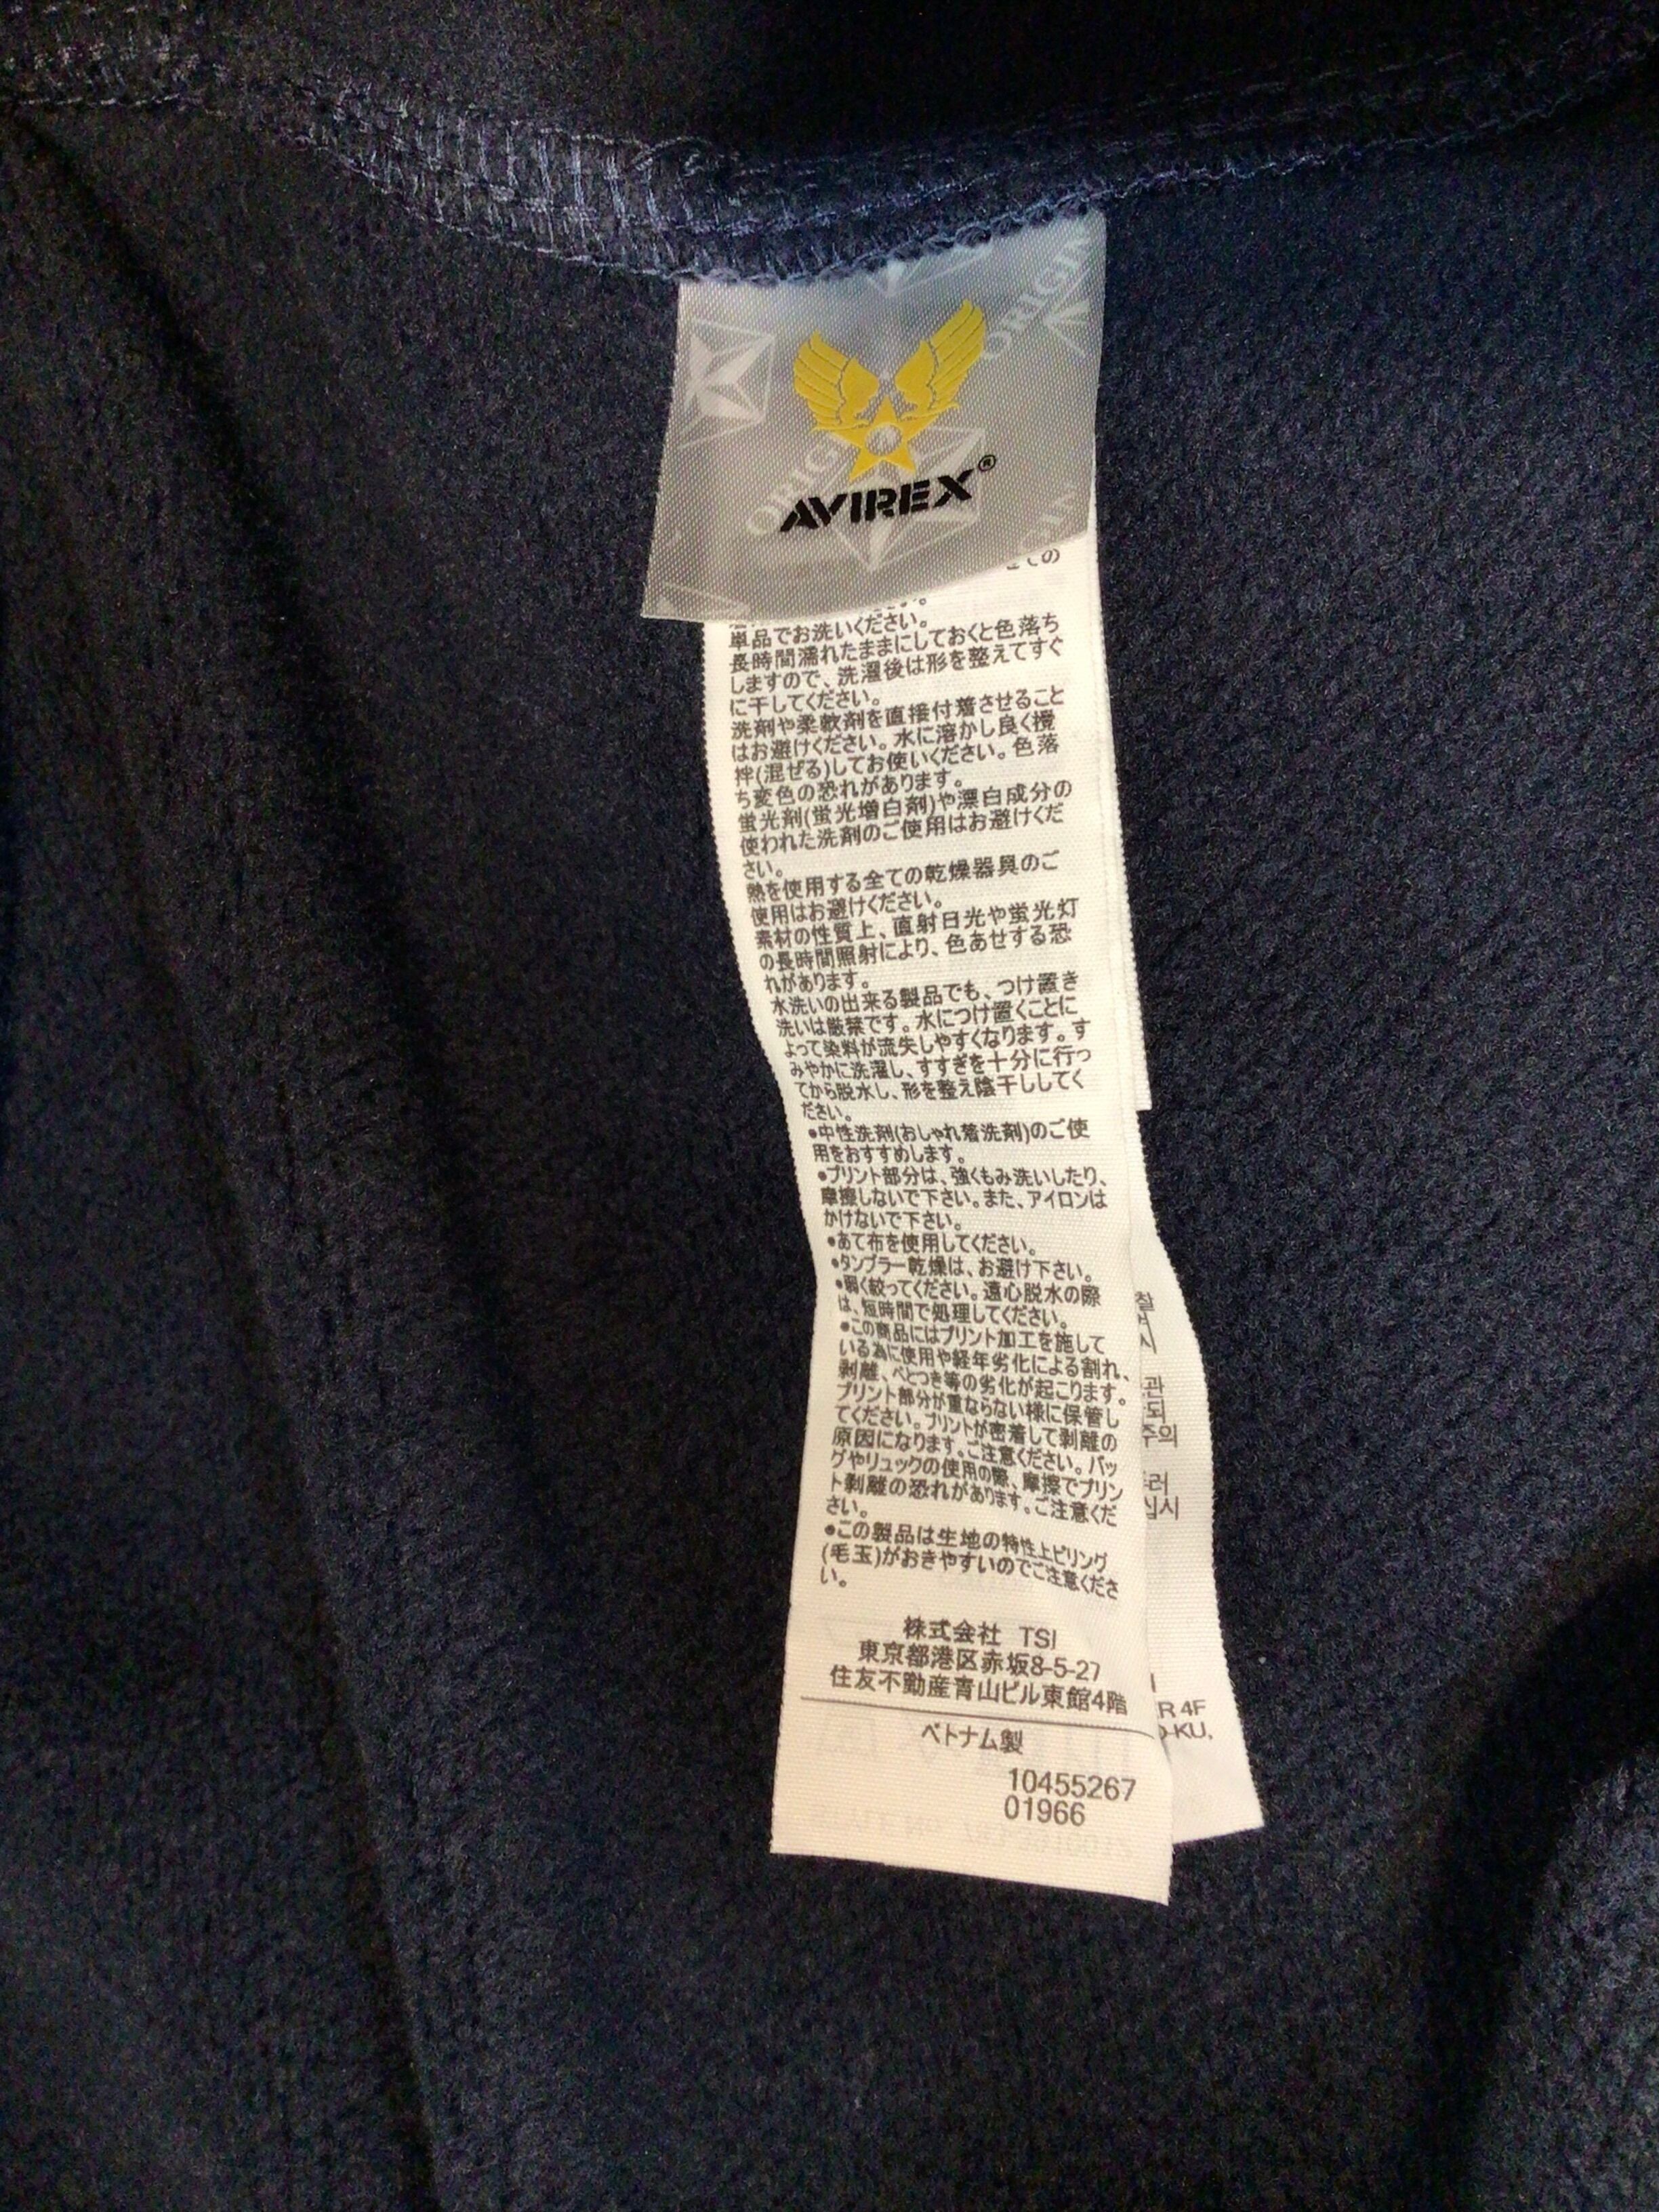 ORIGIN
ORIG
AVIREX®
全ての
単品でお洗いください。
長時間濡れたままにしておくと色落ち
しますので、洗濯後は形を整えてすぐ
に干してください。
洗剤や柔軟剤を直接付着させること
はお避けください。水に溶かし良く攪
拌(混ぜる)してお使いください。色落
ち変色の恐れがあります。
蛍光剤(蛍光増白剤)や漂白成分の
使われた洗剤のご使用はお避けくだ
さい。
熱を使用する全ての乾燥器具のご
使用はお避けください。
素材の性質上、直射日光や蛍光灯
の長時間照射により、色あせする恐
れがあります。
水洗いの出来る製品でも、つけ置き
洗いは厳禁です。水につけ置くことに
よって染料が流失しやすくなります。す
みやかに洗濯し、すすぎを十分に行っ
てから脱水し、形を整え陰干ししてく
ださい。
●中性洗剤(おしゃれ着洗剤)のご使
用をおすすめします。
●プリント部分は、強くもみ洗いしたり、
摩擦しないで下さい。また、アイロンは
かけないで下さい。
●あて布を使用してください。
●タンブラー乾燥は、お避け下さい。
●弱く絞ってください。遠心脱水の際
は、短時間で処理してください。
●この商品にはプリント加工を施して
いる為に使用や経年劣化による割れ、
剥離、べとつき等の劣化が起こります。
プリント部分が重ならない様に保管し
てください。プリントが密着して剥離の
原因になります。ご注意ください。バッ
グやリュックの使用の際、摩擦でプリン
ト剥離の恐れがあります。ご注意くだ
さい。
●この製品は生地の特性上ピリング
(毛玉)がおきやすいのでご注意くださ
い。
株式会社 TSI
東京都港区赤坂8-5-27
住友不動産青山ビル東館4階
ベトナム製
10455267
01966
찰
관
되
주의
러
십시
R 4F
O-KU,